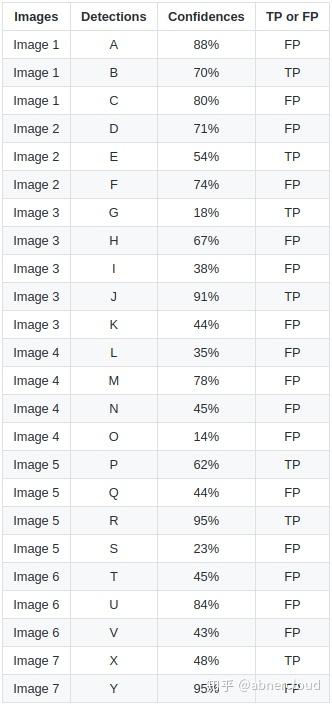 Images Detections Confidences TP or FP
Image 1 A 88% FP
Image 1 B 70% TP
Image 1 C 80% FP
Image 2 D 71% FP
Image 2 E 54% TP
Image 2 F 74% FP
Image 3 G 18% TP
Image 3 H 67% FP
Image 3 I 38% FP
Image 3 J 91% TP
Image 3 K 44% FP
Image 4 L 35% FP
Image 4 M 78% FP
Image 4 N 45% FP
Image 4 O 14% FP
Image 5 P 62% TP
Image 5 Q 44% FP
Image 5 R 95% TP
Image 5 S 23% FP
Image 6 T 45% FP
Image 6 U 84% FP
Image 6 V 43% FP
Image 7 X 48% TP
Image 7 Y 95% FP
知乎 @abnercloud